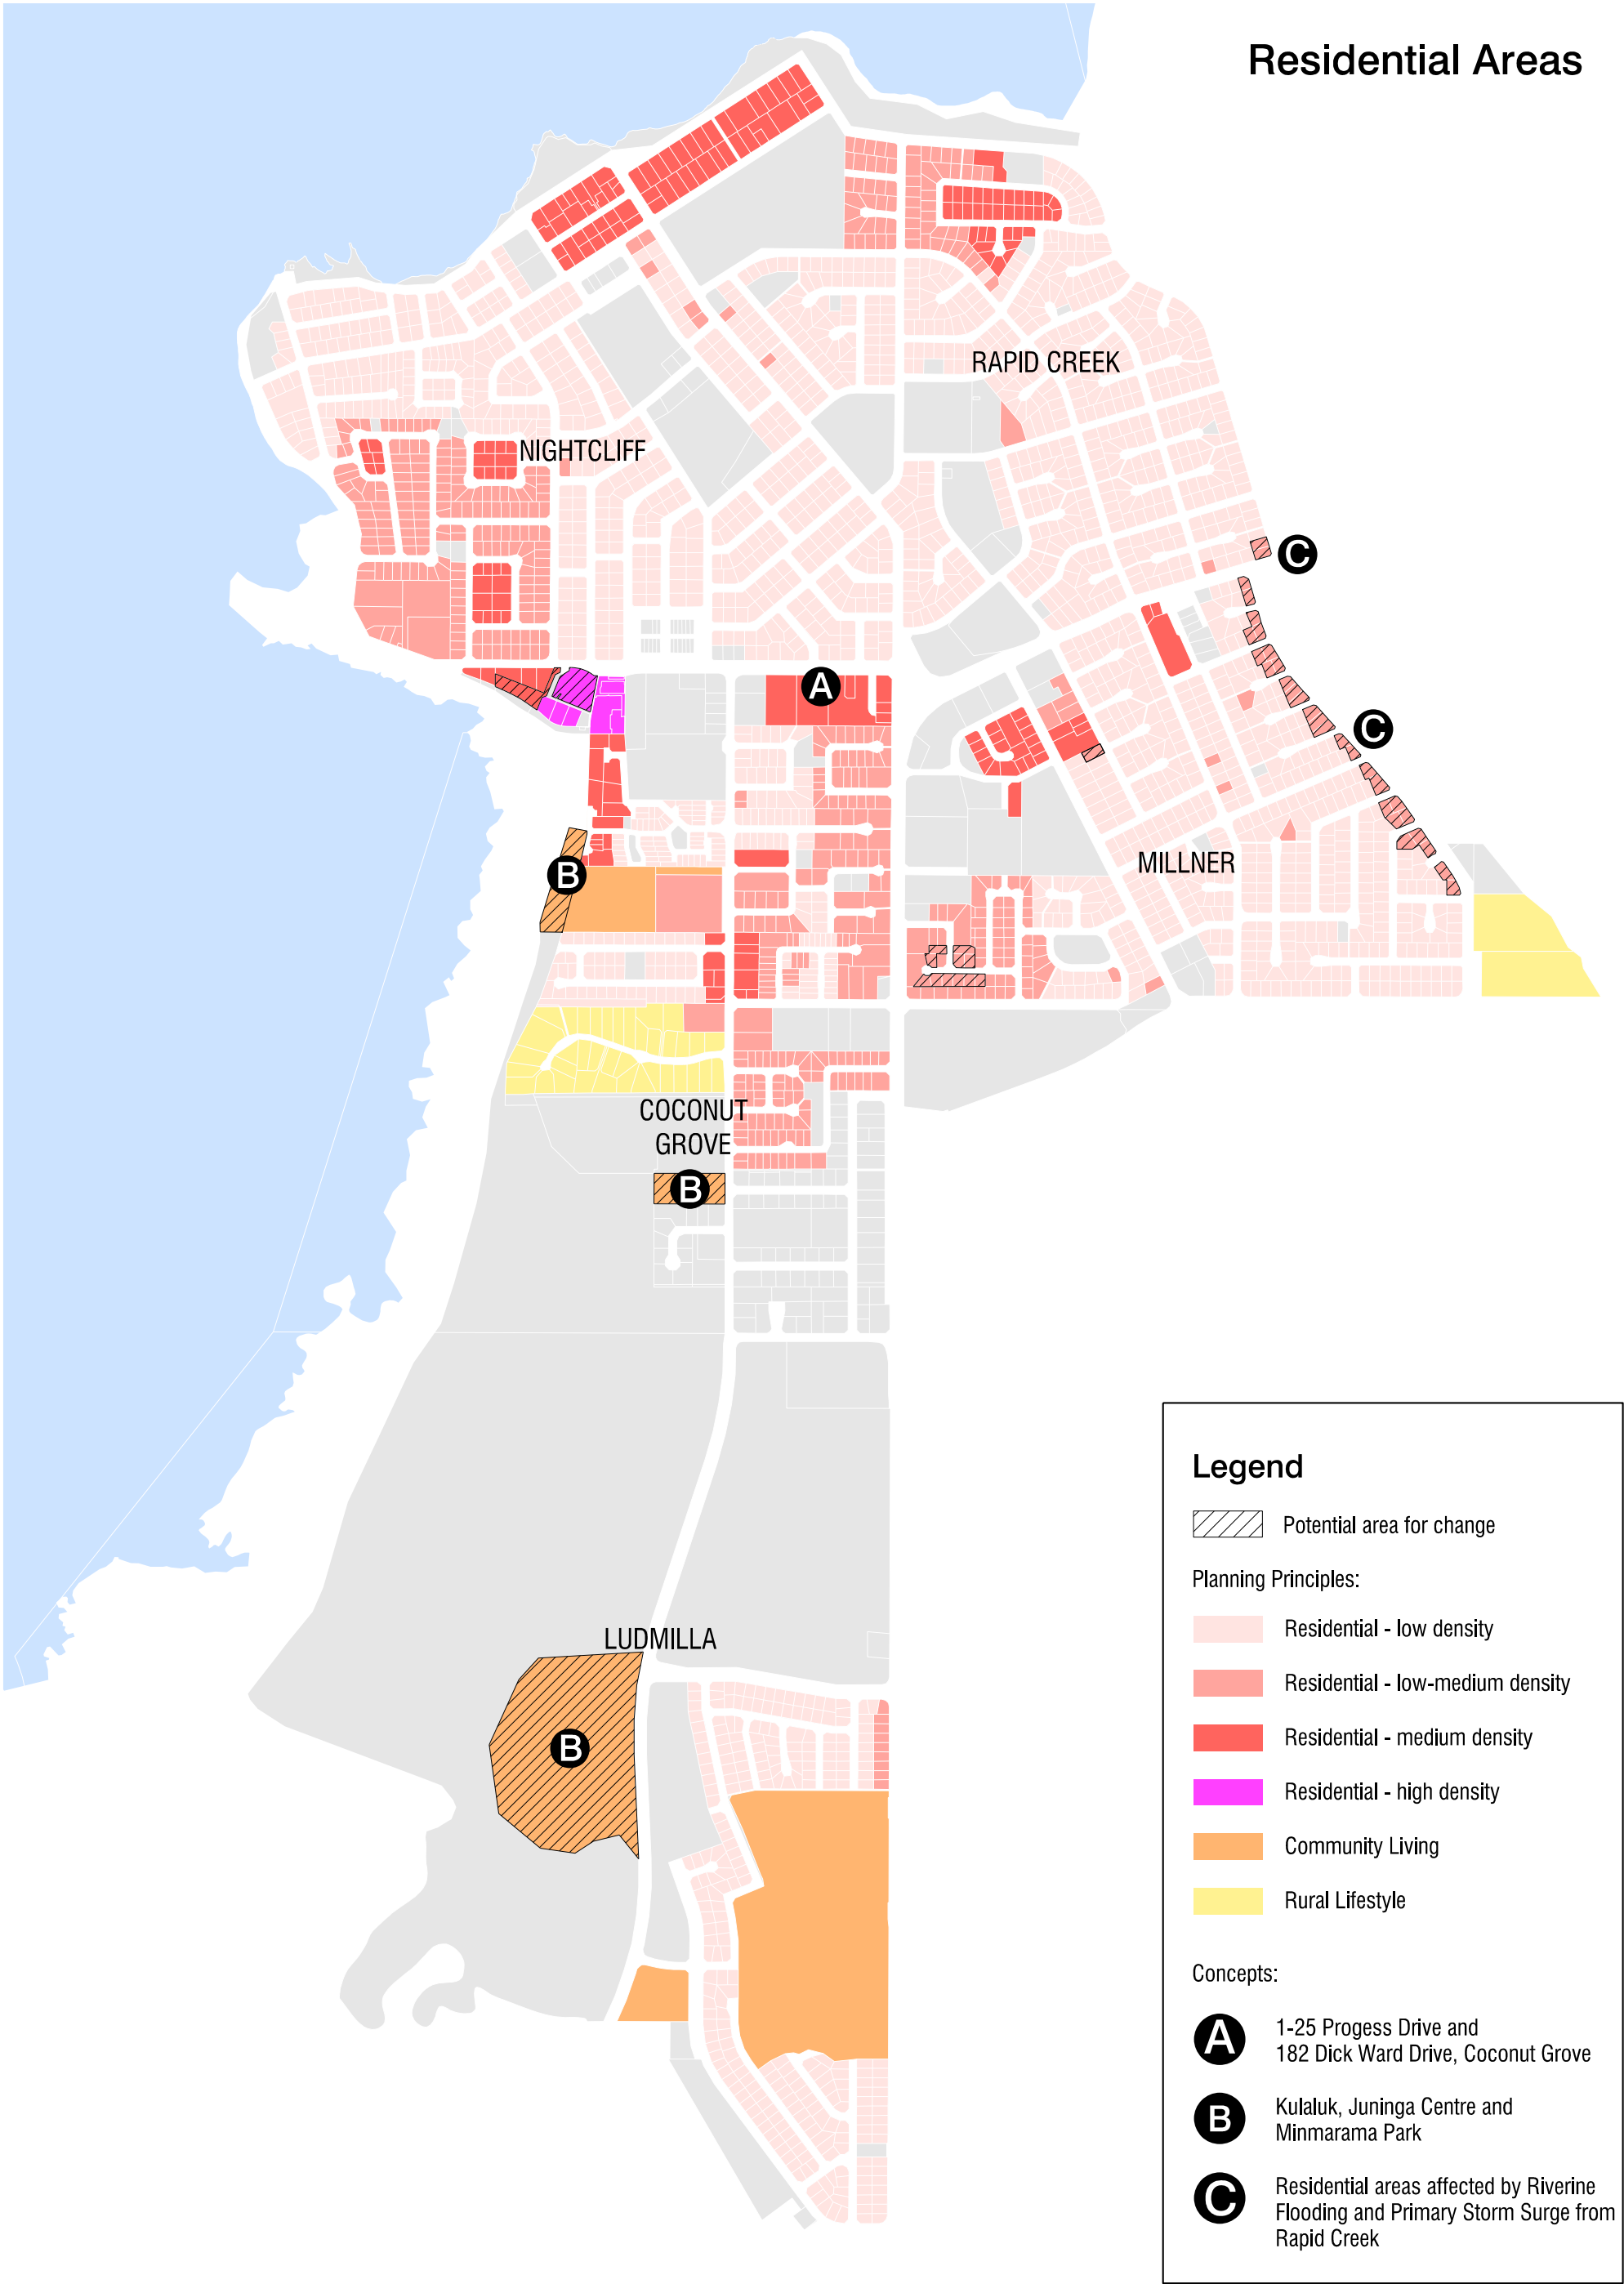 Residential Areas
RAPID CREEK
NIGHTCLIFF
C
A
C
MILLNER
B
COCONUT
GROVE
B
LUDMILLA
B
Legend
Potential area for change
Planning Principles:
Residential - low density
Residential - low-medium density
Residential - medium density
Residential - high density
Community Living
Rural Lifestyle
Concepts:
A
1-25 Progess Drive and
182 Dick Ward Drive, Coconut Grove
B
Kulaluk, Juninga Centre and
Minmarama Park
C
Residential areas affected by Riverine
Flooding and Primary Storm Surge from
Rapid Creek